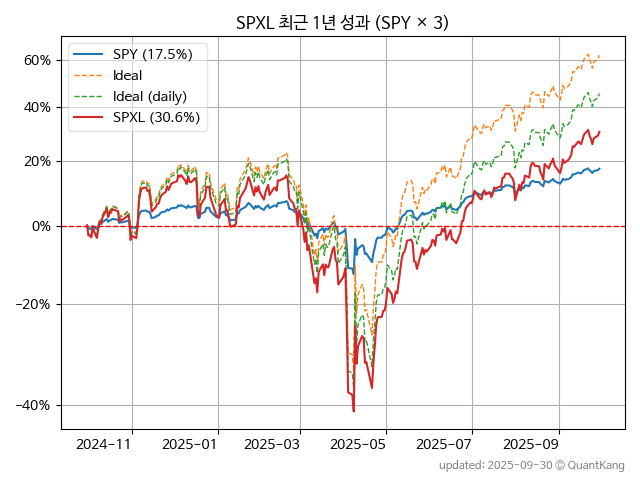 SPXL 최근 1년 성과 (SPY × 3)
60%
40%
20%
0%
−20%
−40%
SPY (17.5%)
Ideal
Ideal (daily)
SPXL (30.6%)
2024−11 2025−01 2025−03 2025−05 2025−07 2025−09
updated: 2025-09-30 © QuantKang